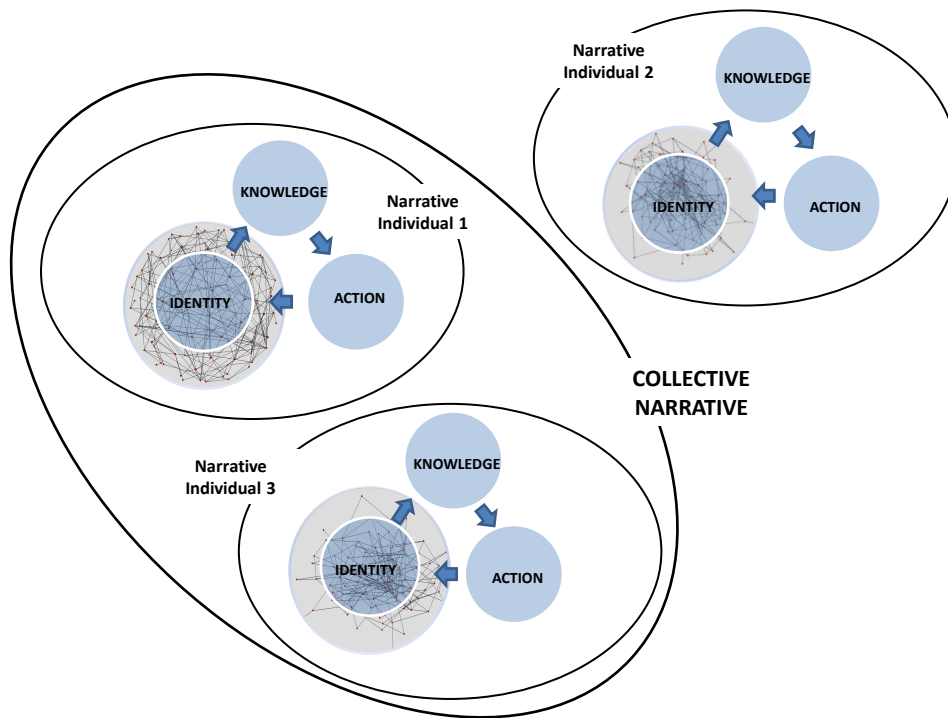 Narrative
Individual 2
KNOWLEDGE
IDENTITY
ACTION
KNOWLEDGE
Narrative
Individual 1
IDENTITY
ACTION
COLLECTIVE
NARRATIVE
Narrative
Individual 3
KNOWLEDGE
IDENTITY
ACTION